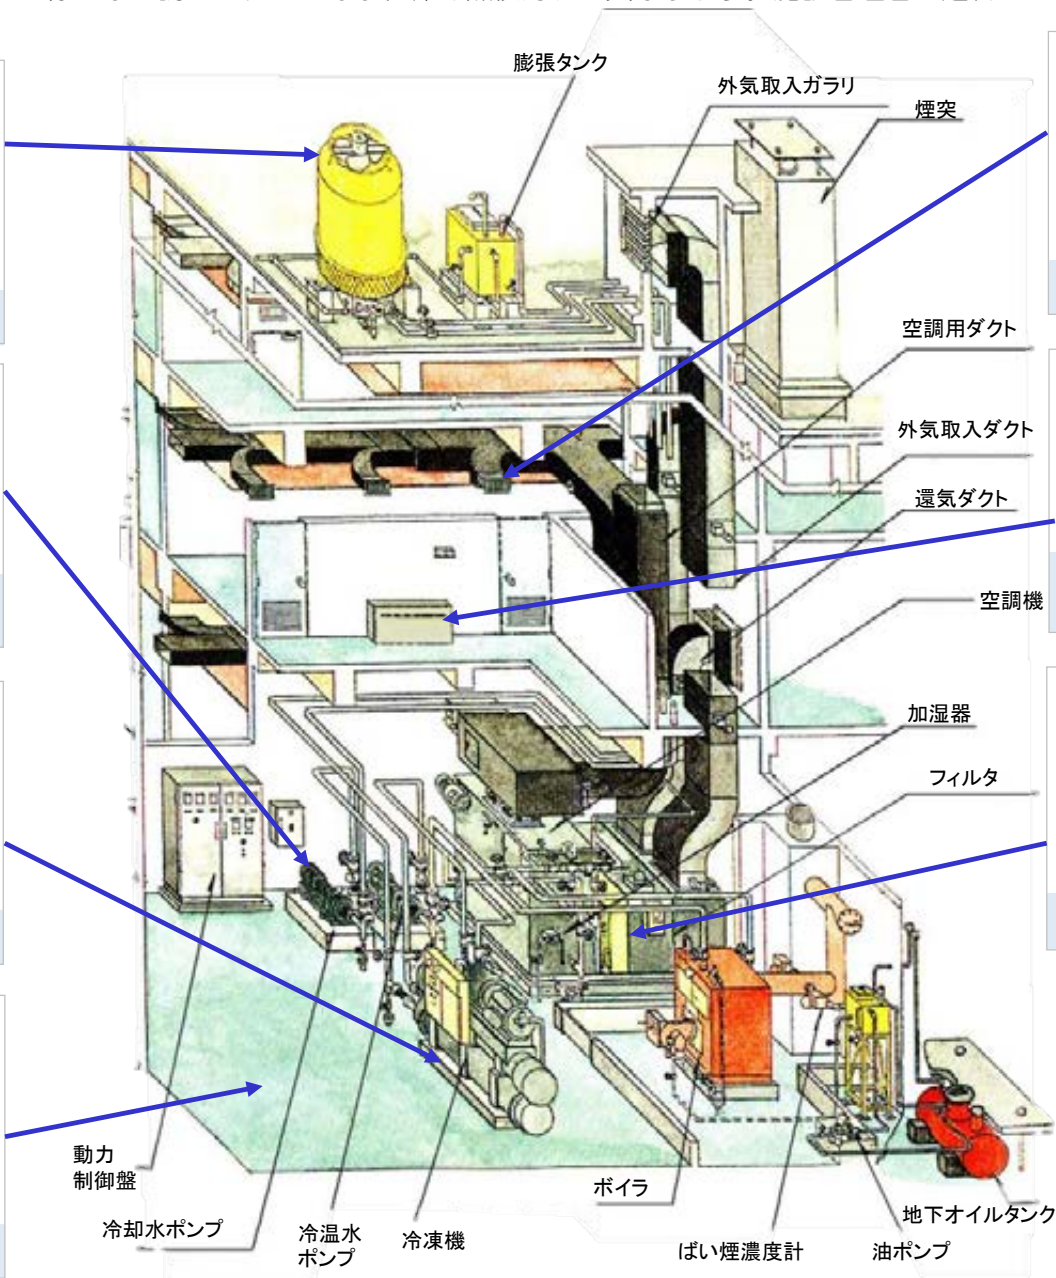 膨張タンク
外気取入ガラリ
煙突
空調用ダクト
外気取入ダクト
還気ダクト
空調機
加湿器
フィルタ
動力
制御盤
冷却水ポンプ
冷温水
ポンプ
冷凍機
ボイラ
ばい煙濃度計
油ポンプ
地下オイルタンク